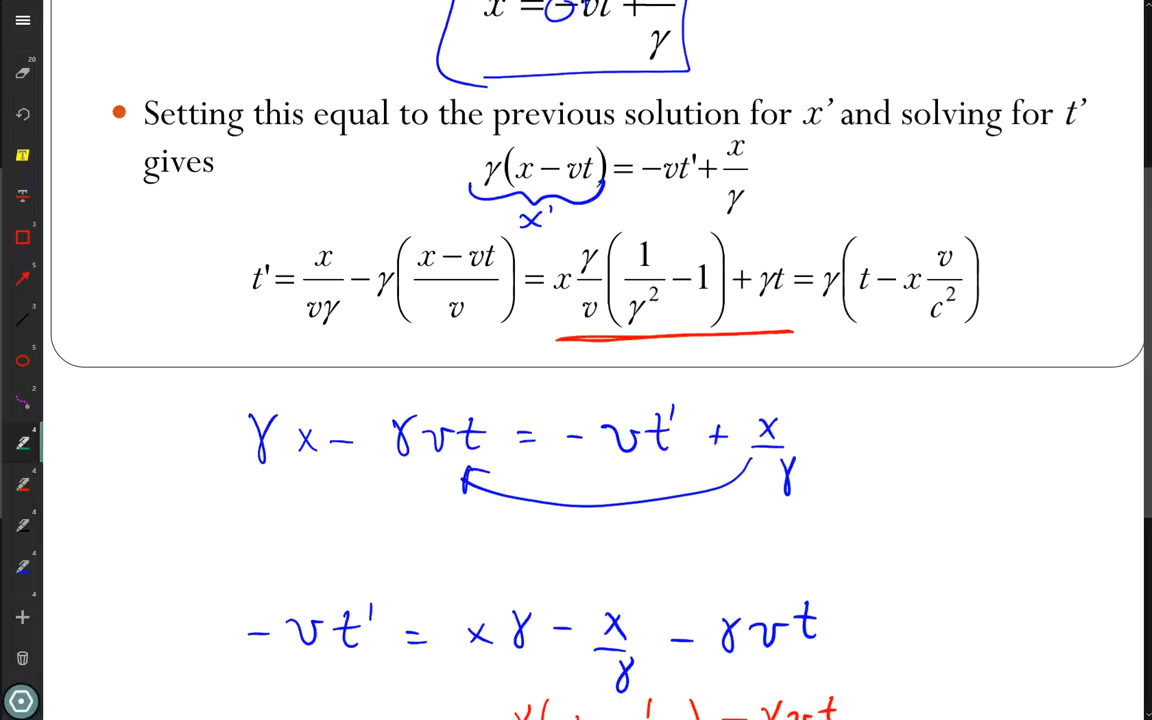 x' = -vt' + x/γ
• Setting this equal to the previous solution for x’ and solving for t’
gives
γ(x − vt) = −vt' + x/γ
x'
t' = x/(vγ) − γ((x − vt)/v) = x γ/v (1/γ² − 1) + γt = γ(t − x v/c²)
γx − γvt = −vt' + x/γ
−vt' = xγ − x/γ − γvt